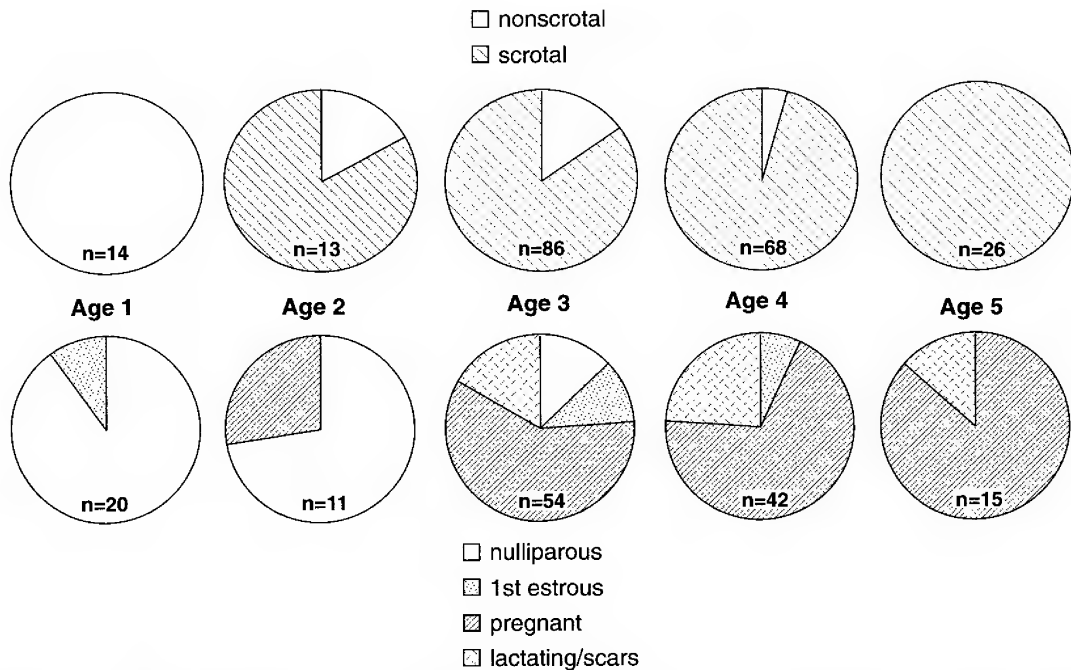 nonscrotal
scrotal
n=14 n=13 n=86 n=68 n=26
Age 1 Age 2 Age 3 Age 4 Age 5
n=20 n=11 n=54 n=42 n=15
nulliparous
1st estrous
pregnant
lactating/scars